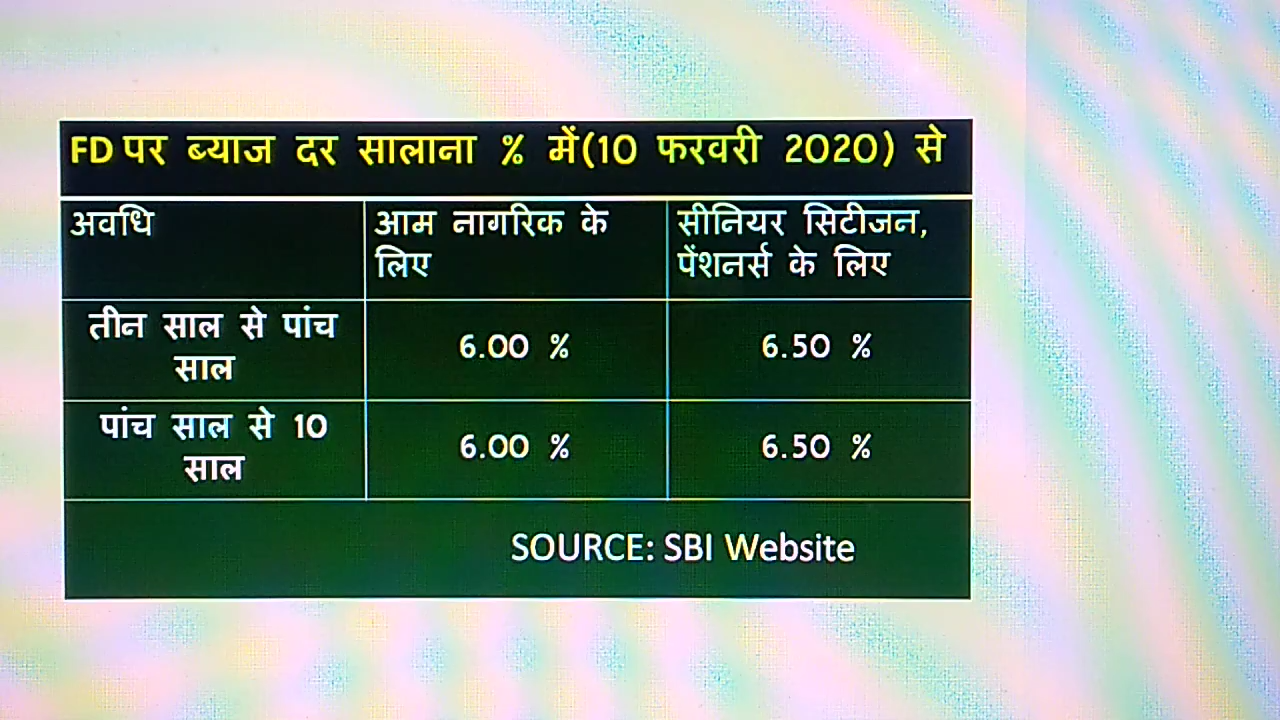 FD पर ब्याज दर सालाना % में(10 फरवरी 2020) से
अवधि
आम नागरिक के
लिए
सीनियर सिटीजन,
पेंशनर्स के लिए
तीन साल से पांच
साल
6.00 %
6.50 %
पांच साल से 10
साल
6.00 %
6.50 %
SOURCE: SBI Website